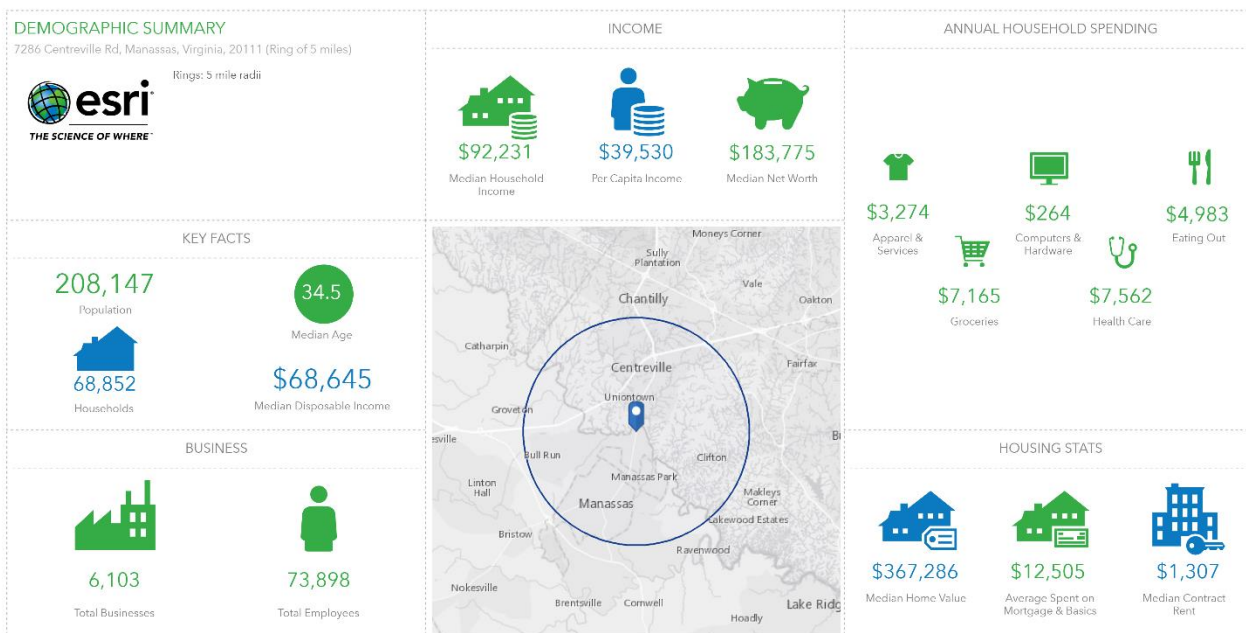 DEMOGRAPHIC SUMMARY
7286 Centreville Rd, Manassas, Virginia, 20111 (Ring of 5 miles)
Rings: 5 mile radii
esri
THE SCIENCE OF WHERE
INCOME
$92,231
Median Household
Income
$39,530
Per Capita Income
$183,775
Median Net Worth
ANNUAL HOUSEHOLD SPENDING
$3,274
Apparel &
Services
$264
Computers &
Hardware
$4,983
Eating Out
$7,165
Groceries
$7,562
Health Care
KEY FACTS
208,147
Population
34.5
Median Age
68,852
Households
$68,645
Median Disposable Income
Moneys Corner
Sully
Plantation
Vale
Chantilly
Oakton
Catharpin
Centreville
Fairfax
Uniontown
Groveton
esville
Bull Run
Clifton
Linton
Hall
Manassas Park
Manassas
Makleys
Corner
Lakewood Estates
Bristow
Ravenwood
Nokesville
Brentsville
Cornwell
Lake Ridg
Hoadly
BUSINESS
6,103
Total Businesses
73,898
Total Employees
HOUSING STATS
$367,286
Median Home Value
$12,505
Average Spent on
Mortgage & Basics
$1,307
Median Contract
Rent